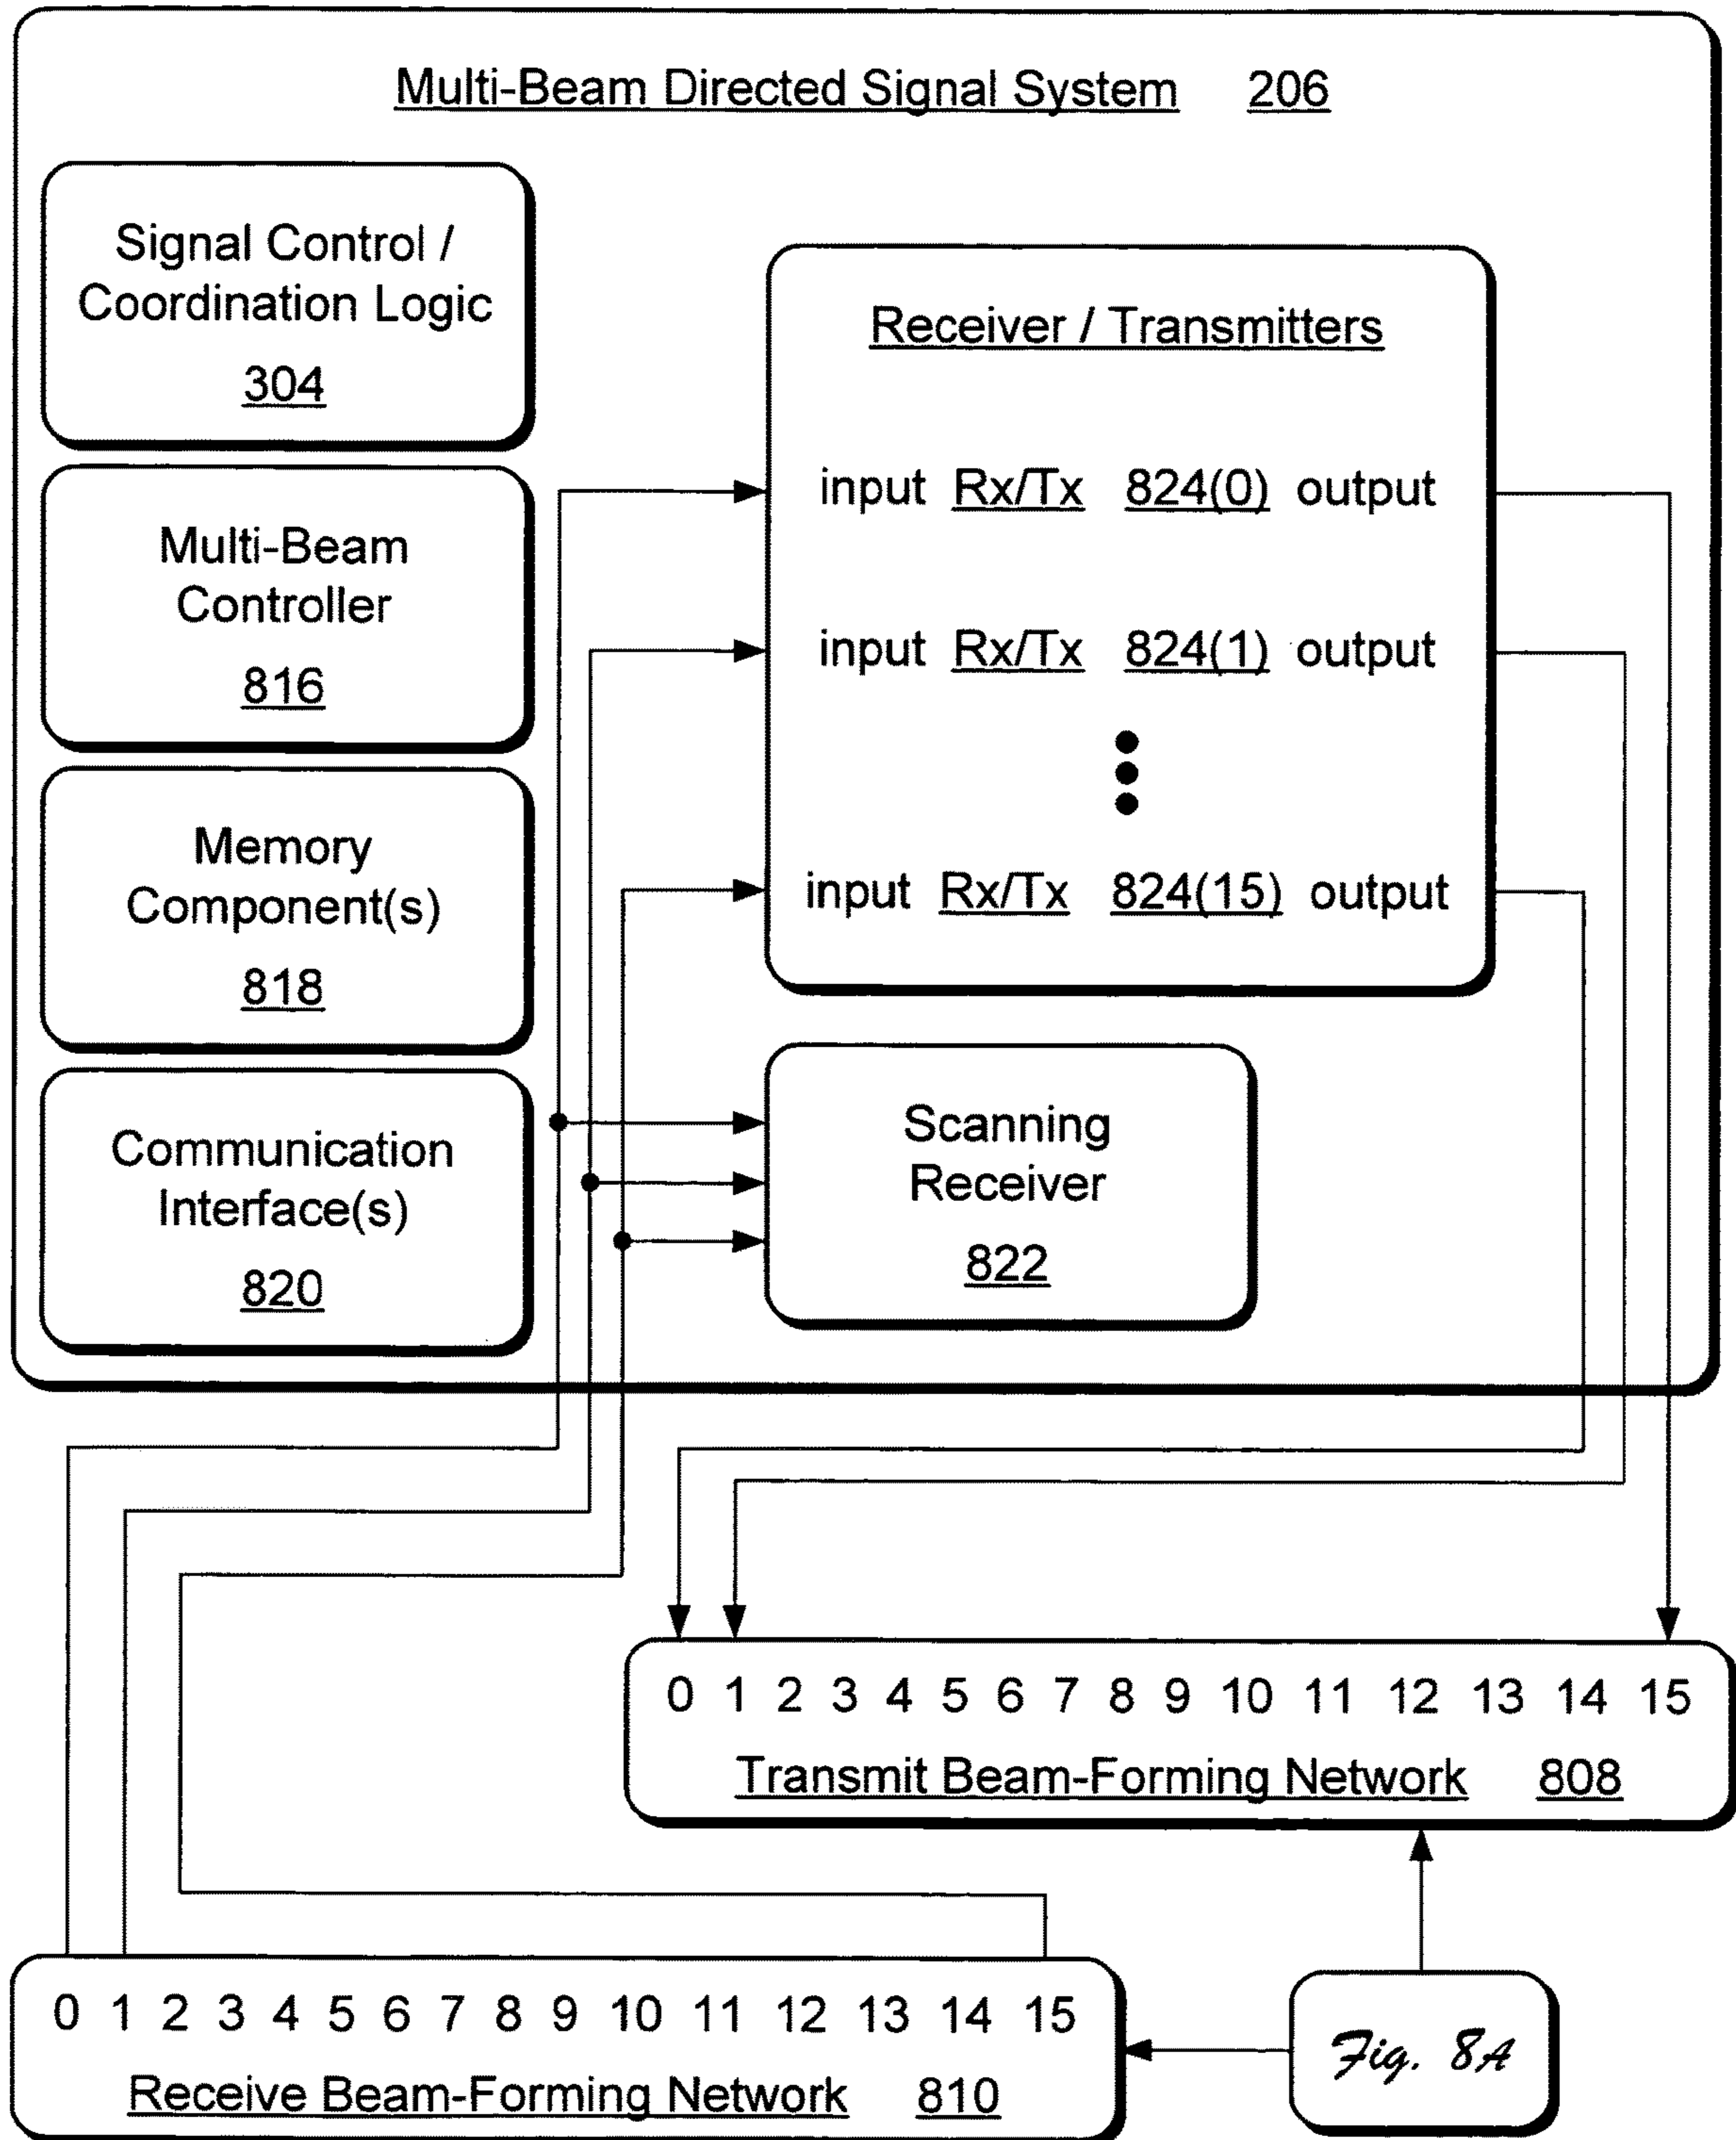 Multi-Beam Directed Signal System 206
Signal Control /
Coordination Logic
304
Multi-Beam
Controller
816
Memory
Component(s)
818
Communication
Interface(s)
820
Receiver / Transmitters
input Rx/Tx 824(0) output
input Rx/Tx 824(1) output
input Rx/Tx 824(15) output
Scanning
Receiver
822
0 1 2 3 4 5 6 7 8 9 10 11 12 13 14 15
Transmit Beam-Forming Network 808
0 1 2 3 4 5 6 7 8 9 10 11 12 13 14 15
Receive Beam-Forming Network 810
Fig. 8A